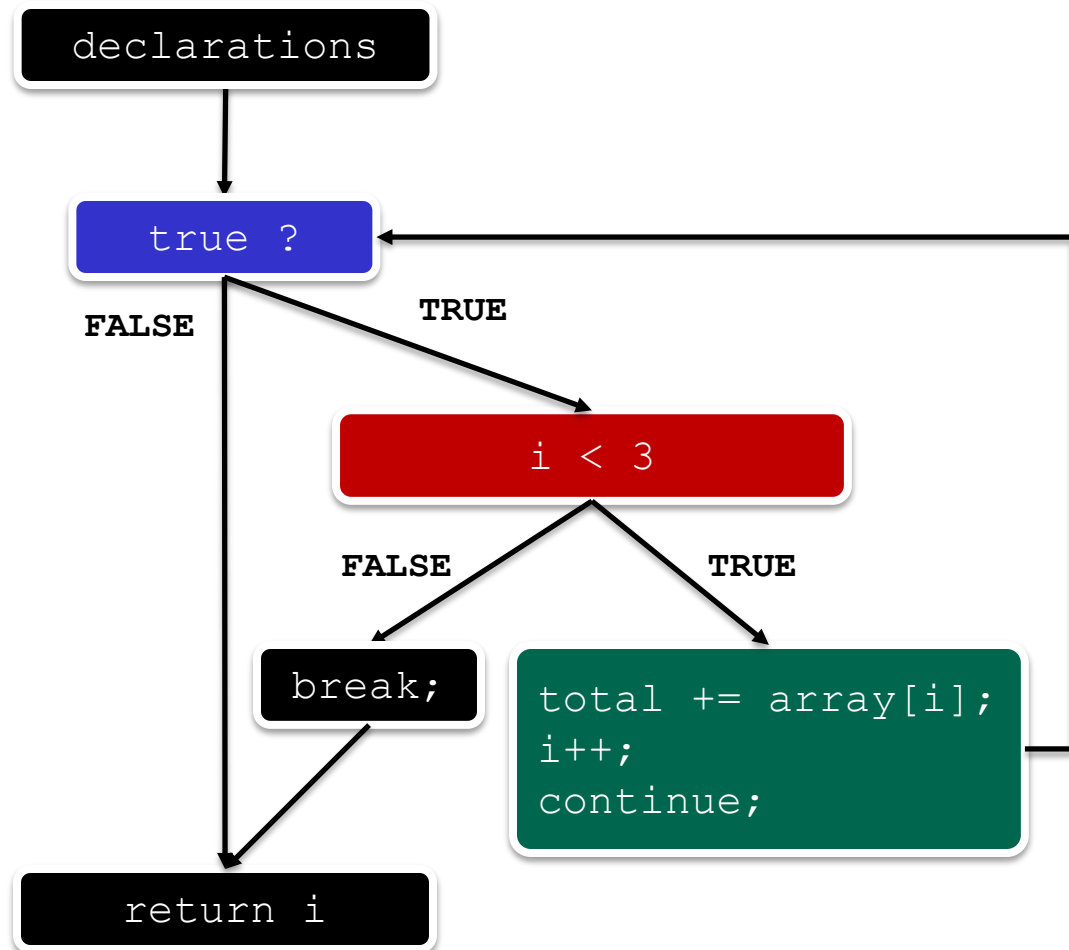 declarations
true ?
FALSE
TRUE
i < 3
FALSE
TRUE
break;
total += array[i];
i++;
continue;
return i